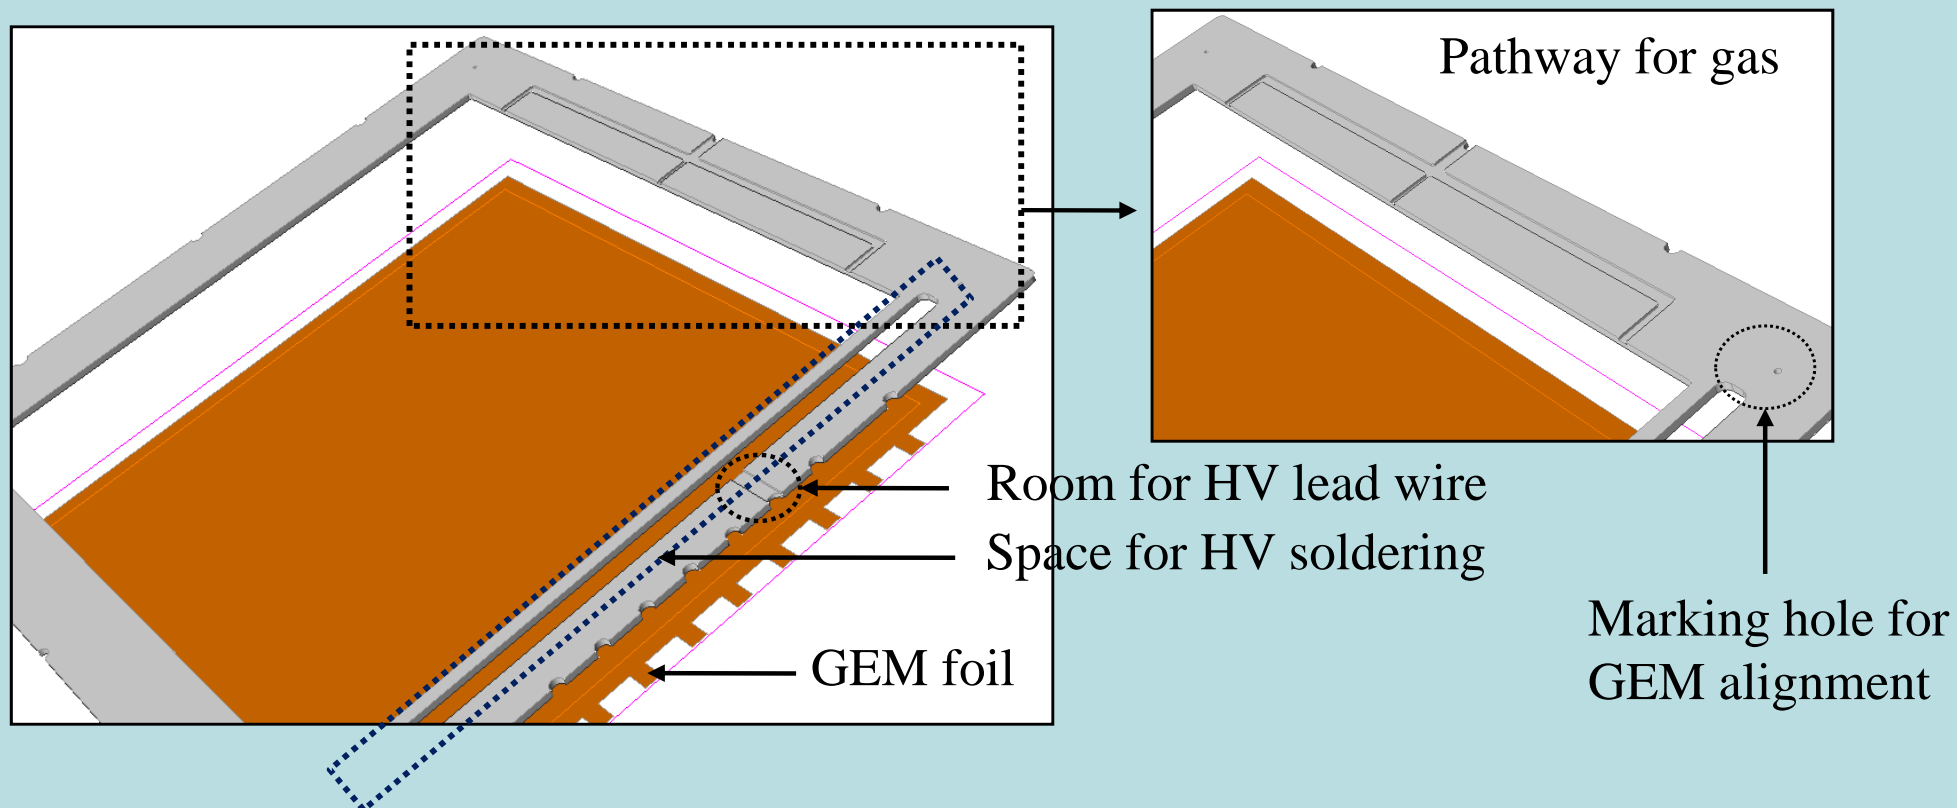 Pathway for gas
Room for HV lead wire
Space for HV soldering
GEM foil
Marking hole for
GEM alignment